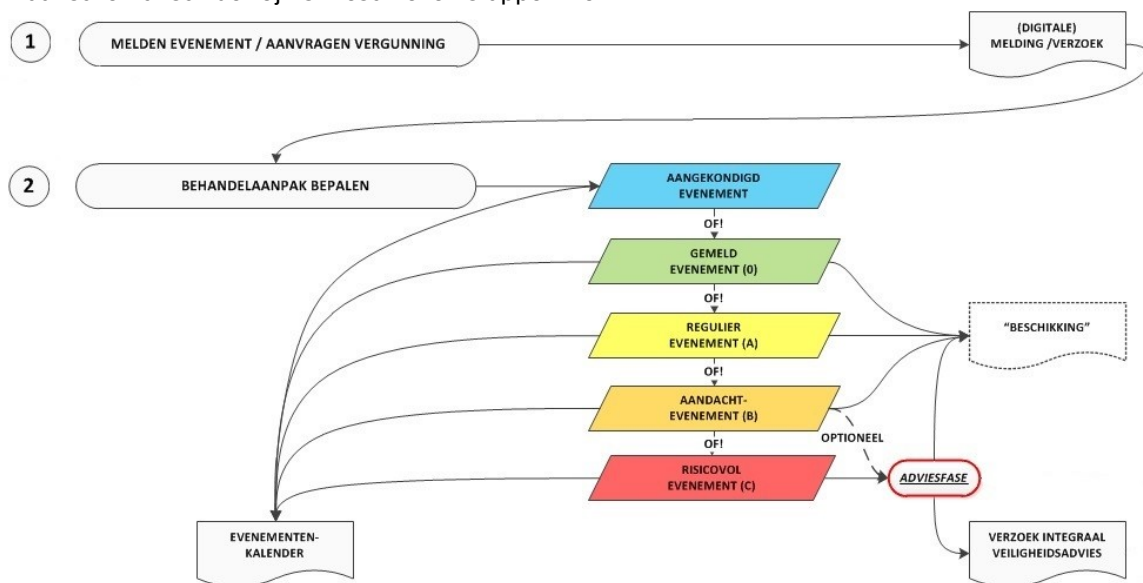 1
MELDEN EVENEMENT / AANVRAGEN VERGUNNING
(DIGITALE)
MELDING /VERZOEK
2
BEHANDELAANPAK BEPALEN
AANGEKONDIGD
EVENEMENT
OF!
GEMELD
EVENEMENT (0)
OF!
REGULIER
EVENEMENT (A)
"BESCHIKKING"
OF!
AANDACHT-
EVENEMENT (B)
OPTIONEEL
OF!
RISICOVOL
EVENEMENT (C)
ADVIESFASE
EVENEMENTEN-
KALENDER
VERZOEK INTEGRAAL
VEILIGHEIDSADVIES